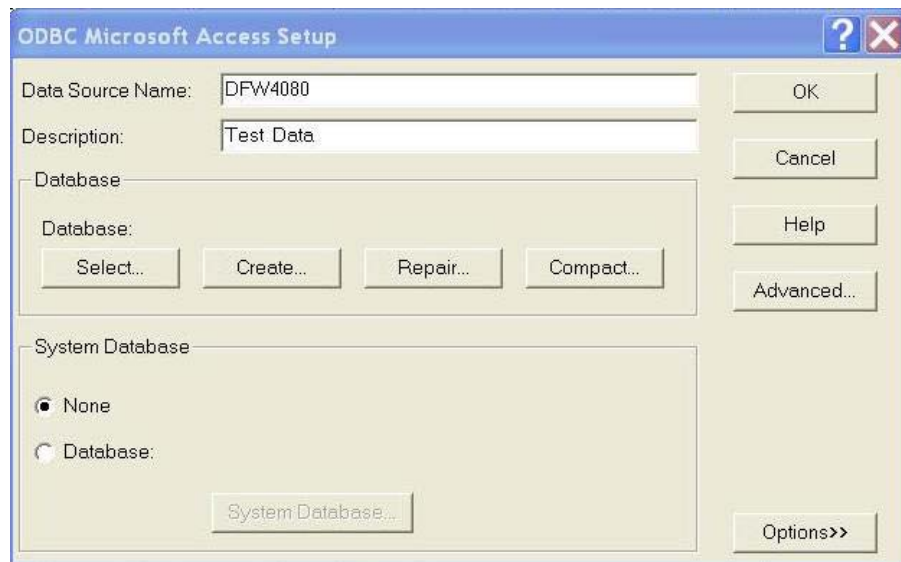 ODBC Microsoft Access Setup
Data Source Name: DFW4080
OK
Description: Test Data
Cancel
Database
Database:
Help
Select... Create... Repair... Compact...
Advanced...
System Database
None
Database:
System Database...
Options>>